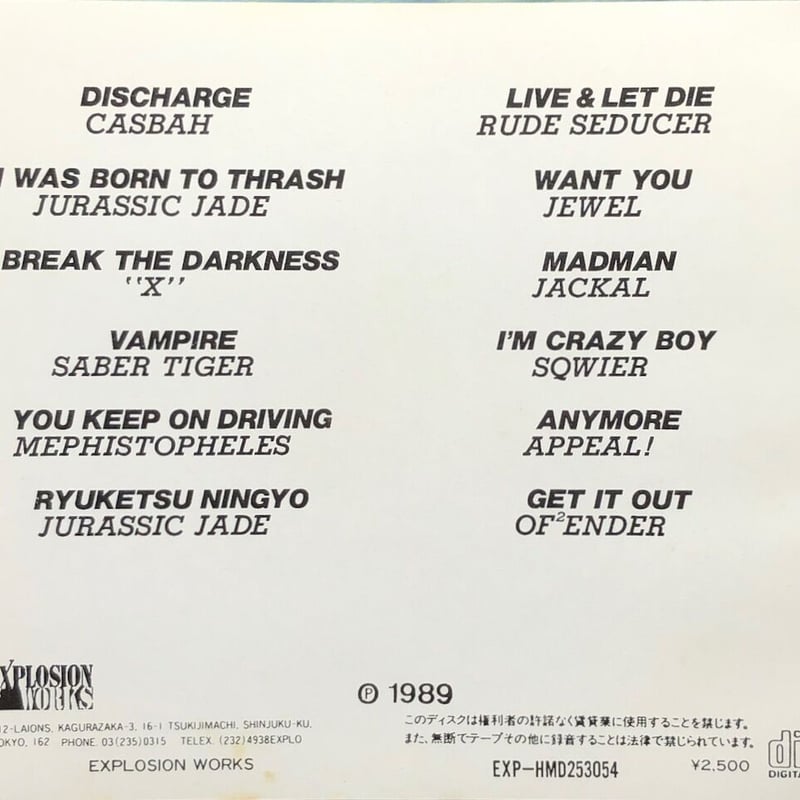 DISCHARGE
CASBAH
I WAS BORN TO THRASH
JURASSIC JADE
BREAK THE DARKNESS
"X"
VAMPIRE
SABER TIGER
YOU KEEP ON DRIVING
MEPHISTOPHELES
RYUKETSU NINGYO
JURASSIC JADE
LIVE & LET DIE
RUDE SEDUCER
WANT YOU
JEWEL
MADMAN
JACKAL
I'M CRAZY BOY
SQWIER
ANYMORE
APPEAL!
GET IT OUT
OF²ENDER
EXPLOSION
WORKS
12-LAIONS, KAGURAZAKA-3, 16-1 TSUKIJIMACHI, SHINJUKU-KU,
TOKYO, 162 PHONE. 03(235)0315 TELEX. (232)4938EXPLO
EXPLOSION WORKS
Ⓟ 1989
このディスクは権利者の許諾なく賃貸業に使用することを禁じます。
また、無断でテープその他に録音することは法律で禁じられています。
EXP-HMD253054
¥2,500